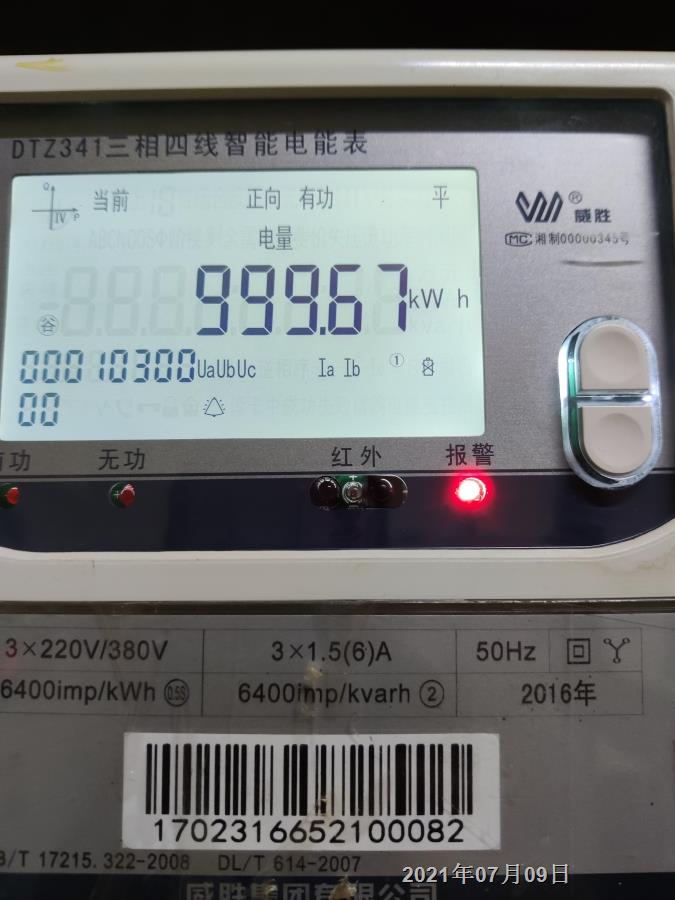 DTZ341三相四线智能电能表
当前 正向 有功 平
电量
999.67 kW h
谷
00010300 UaUbUc Ia Ib ①
00
威胜®
MC 湘制00000345号
有功 无功 红外 报警
3×220V/380V 3×1.5(6)A 50Hz
6400imp/kWh 0.5S 6400imp/kvarh ② 2016年
1702316652100082
B/T 17215.322-2008 DL/T 614-2007
威胜集团有限公司
2021年07月09日